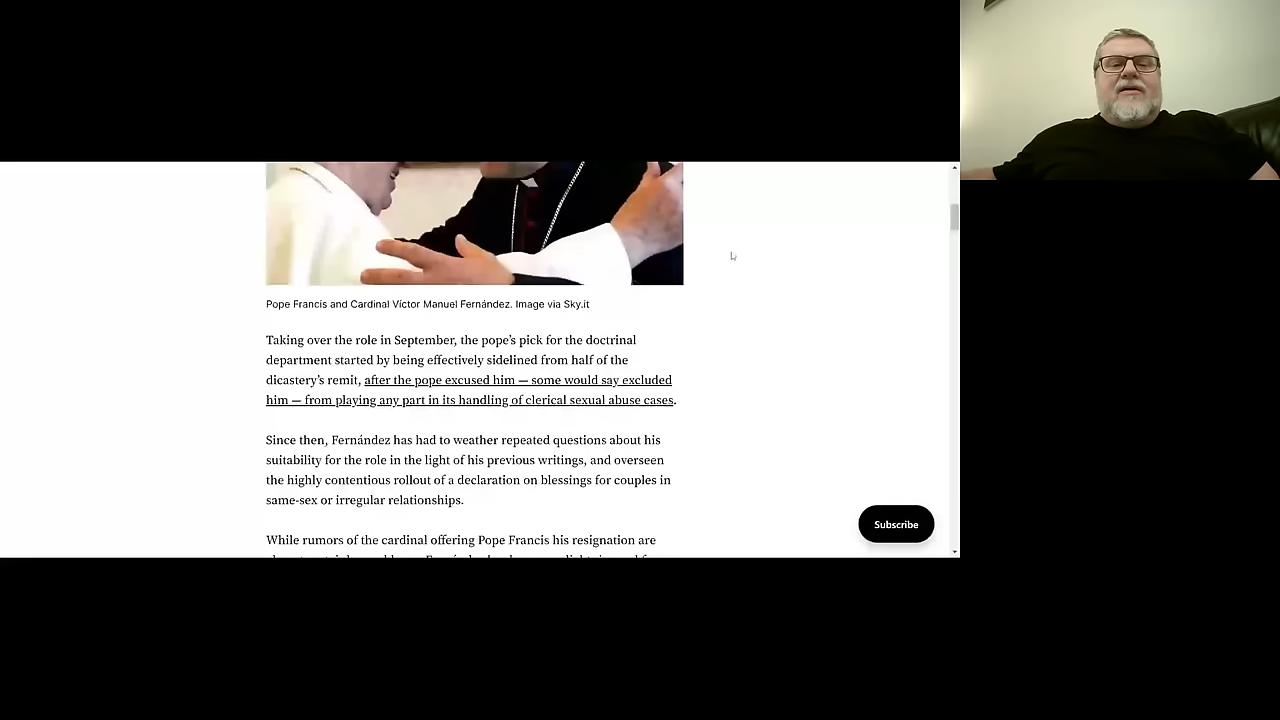 Pope Francis and Cardinal Víctor Manuel Fernández. Image via Sky.it
Taking over the role in September, the pope’s pick for the doctrinal
department started by being effectively sidelined from half of the
dicastery’s remit, after the pope excused him — some would say excluded
him — from playing any part in its handling of clerical sexual abuse cases.
Since then, Fernández has had to weather repeated questions about his
suitability for the role in the light of his previous writings, and overseen
the highly contentious rollout of a declaration on blessings for couples in
same-sex or irregular relationships.
Subscribe
While rumors of the cardinal offering Pope Francis his resignation are